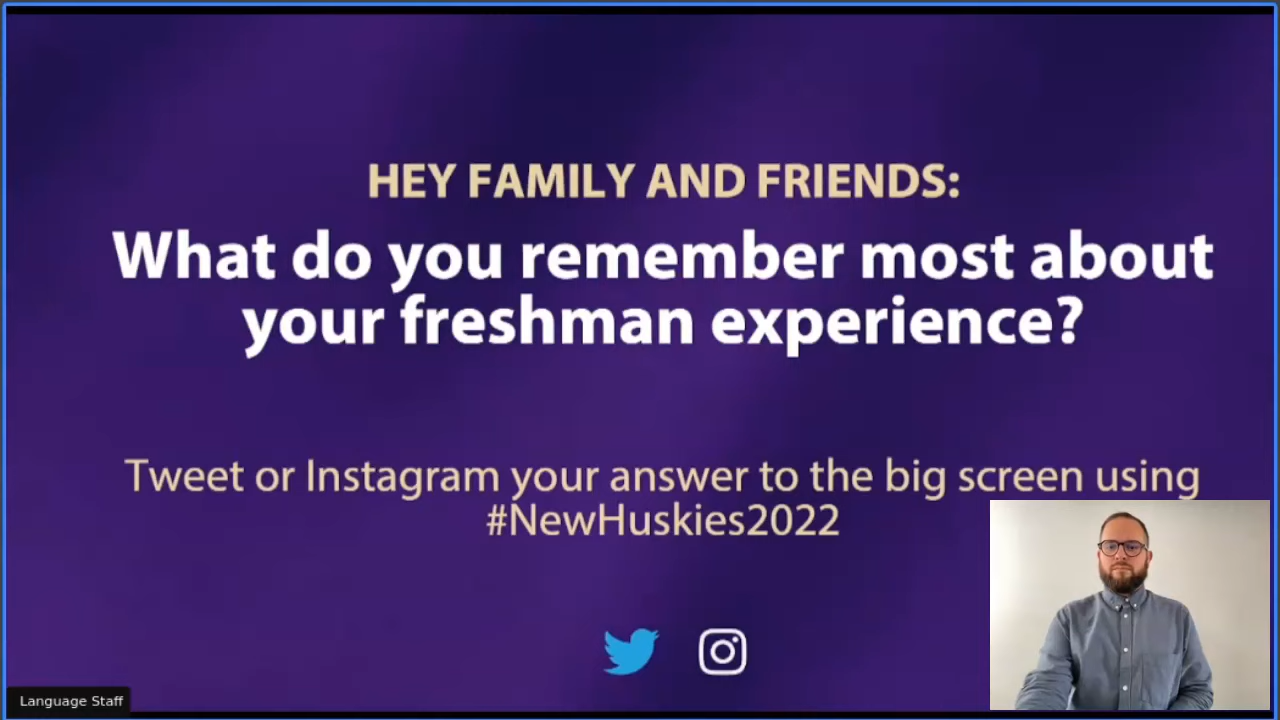 HEY FAMILY AND FRIENDS:
What do you remember most about
your freshman experience?
Tweet or Instagram your answer to the big screen using
#NewHuskies2022
Language Staff